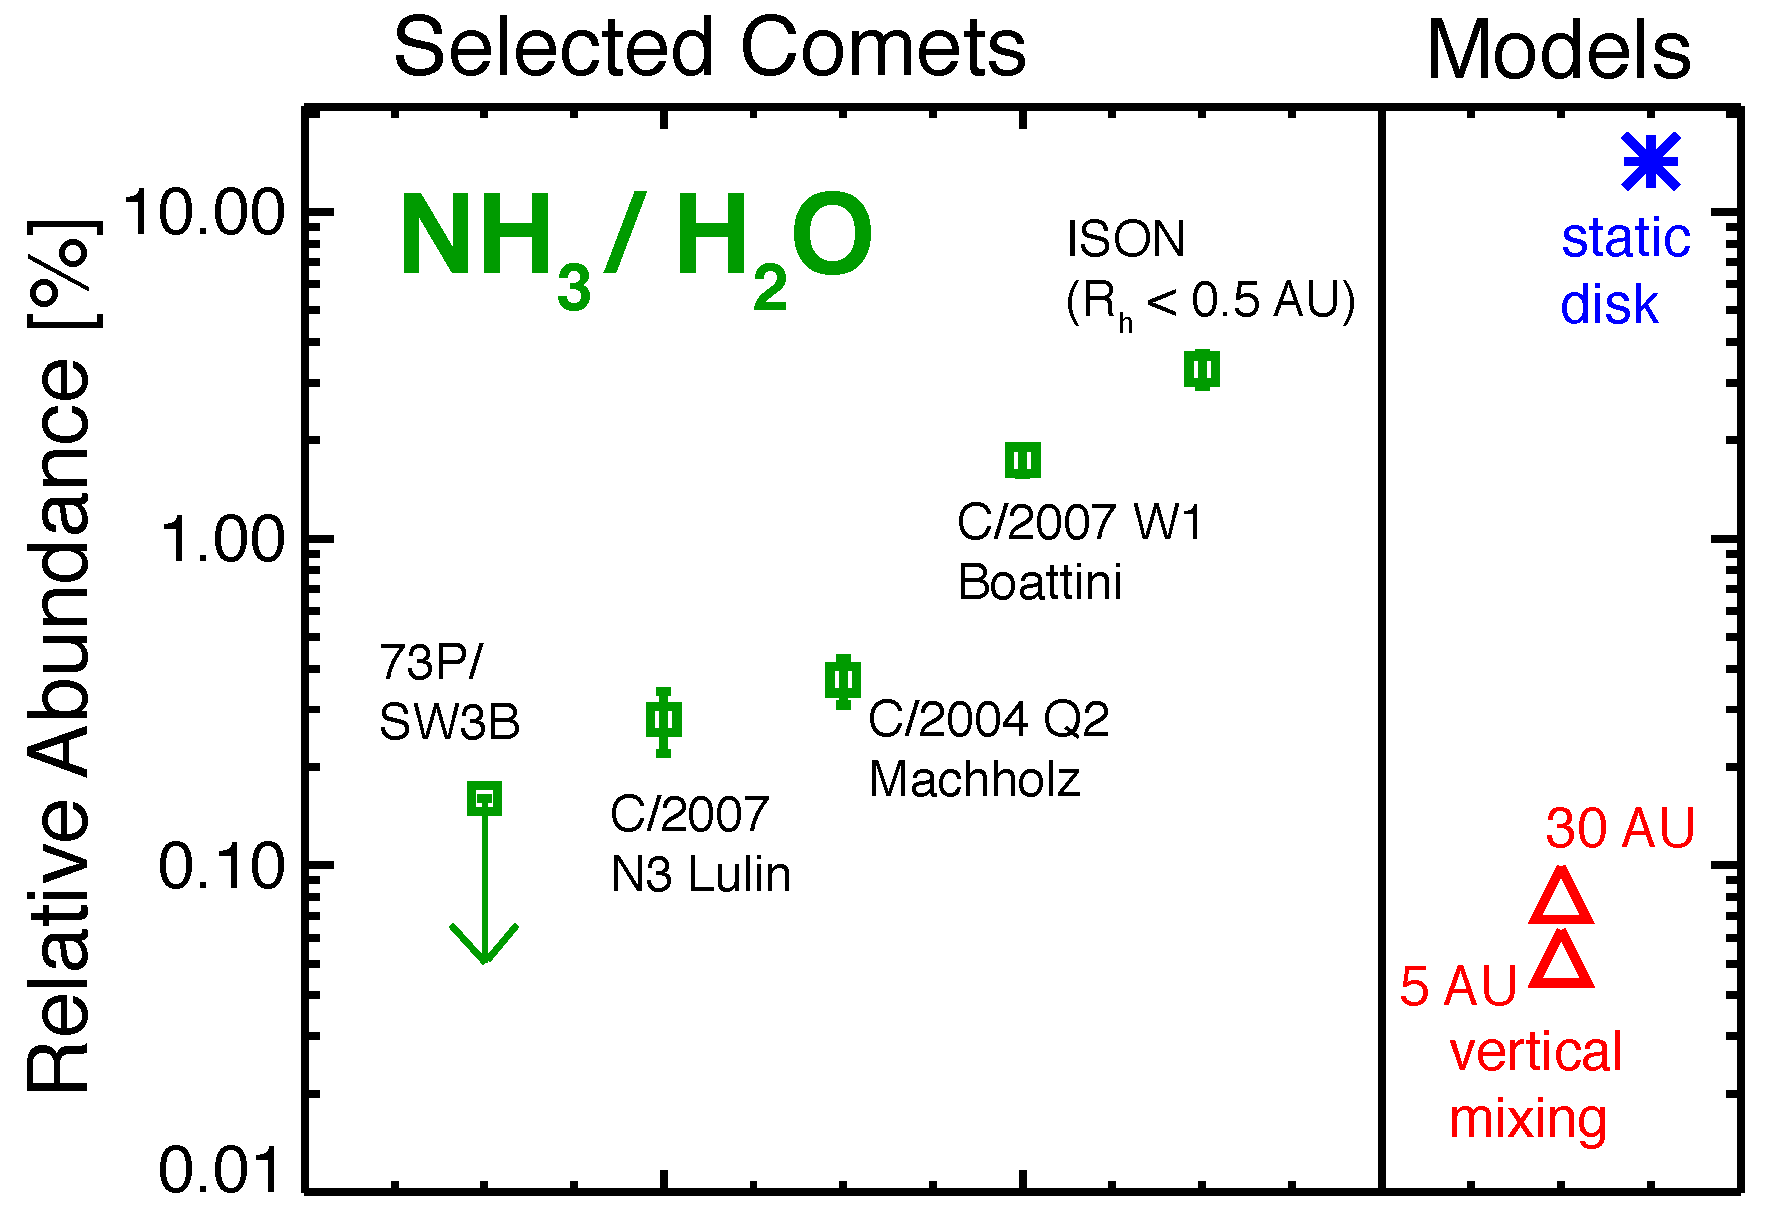 Selected Comets
Models
Relative Abundance [%]
10.00
1.00
0.10
0.01
NH₃ / H₂O
ISON
(Rₕ < 0.5 AU)
C/2007 W1
Boattini
73P/
SW3B
C/2004 Q2
Machholz
C/2007
N3 Lulin
static
disk
30 AU
5 AU
vertical
mixing